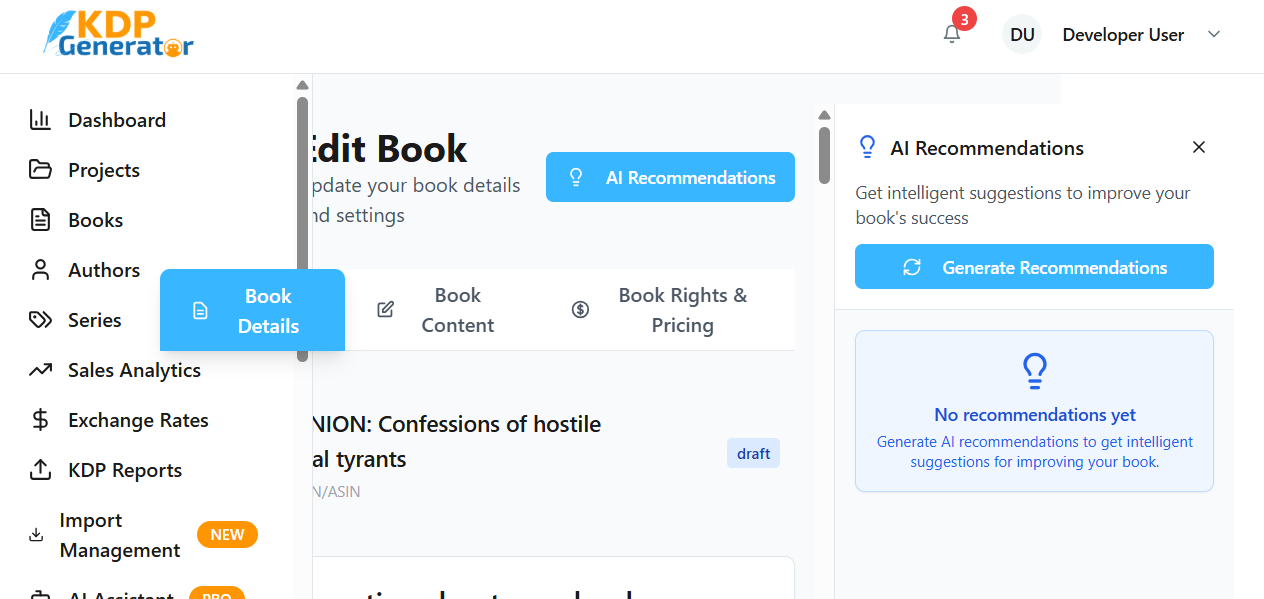 KDP
Generator
3
DU
Developer User
Dashboard
Projects
Books
Authors
Series
Sales Analytics
Exchange Rates
KDP Reports
Import
Management
NEW
AI Assistant
PRO
Edit Book
pdate your book details
nd settings
AI Recommendations
Book
Details
Book
Content
Book Rights &
Pricing
NION: Confessions of hostile
al tyrants
draft
N/ASIN
AI Recommendations
Get intelligent suggestions to improve your
book's success
Generate Recommendations
No recommendations yet
Generate AI recommendations to get intelligent
suggestions for improving your book.